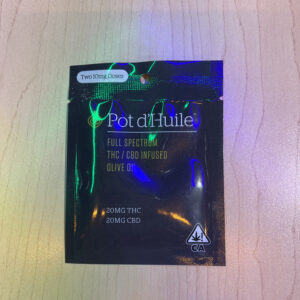 Two 10mg Doses
Pot d'Huile
FULL SPECTRUM
THC / CBD INFUSED
OLIVE OIL
20MG THC
20MG CBD
CA